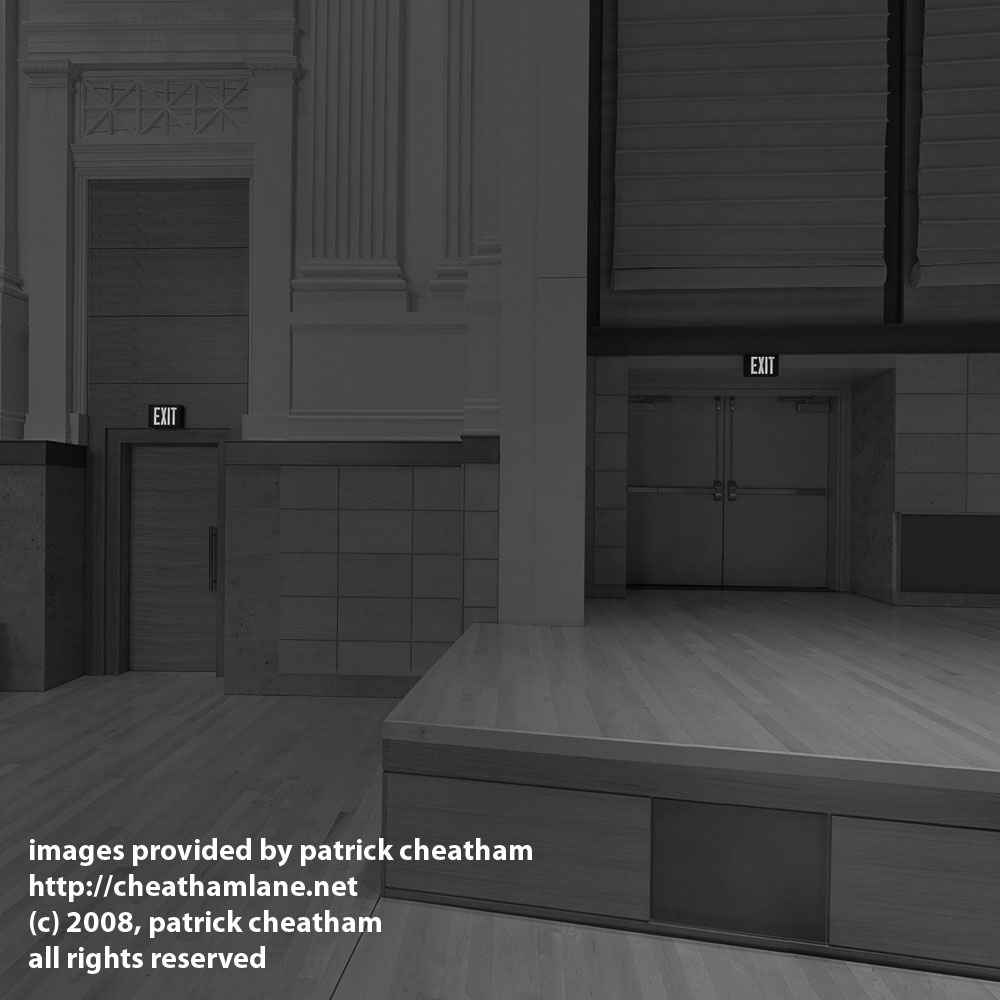 EXIT
EXIT
images provided by patrick cheatham
http://cheathamlane.net
(c) 2008, patrick cheatham
all rights reserved